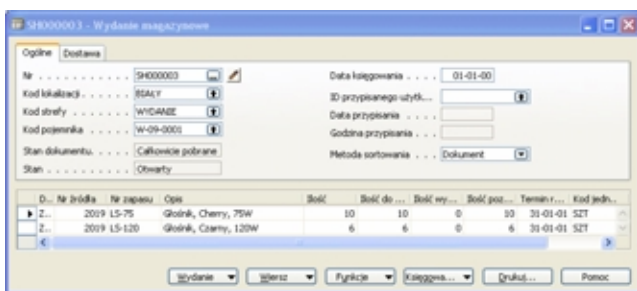 SH000003 - Wydanie magazynowe
Ogólne Dostawa
Nr . . . . . . . . . . . SH000003 Data księgowania . . . . 01-01-00
Kod lokalizacji . . . . . BIAŁY ID przypisanego użytk...
Kod strefy . . . . . . . WYDANIE Data przypisania . . . .
Kod pojemnika . . . . . W-09-0001 Godzina przypisania . . . .
Stan dokumentu. . . . . Całkowicie pobrane Metoda sortowania . . . Dokument
Stan . . . . . . . . . . Otwarty
D... Nr źródła Nr zapasu Opis Ilość Ilość do ... Ilość wy... Ilość poz... Termin r... Kod jedn...
Z... 2019 LS-75 Głośnik, Cherry, 75W 10 10 0 10 31-01-01 SZT
Z... 2019 LS-120 Głośnik, Czarny, 120W 6 6 0 6 31-01-01 SZT
Wydanie Wiersz Funkcje Księgowa... Drukuj... Pomoc